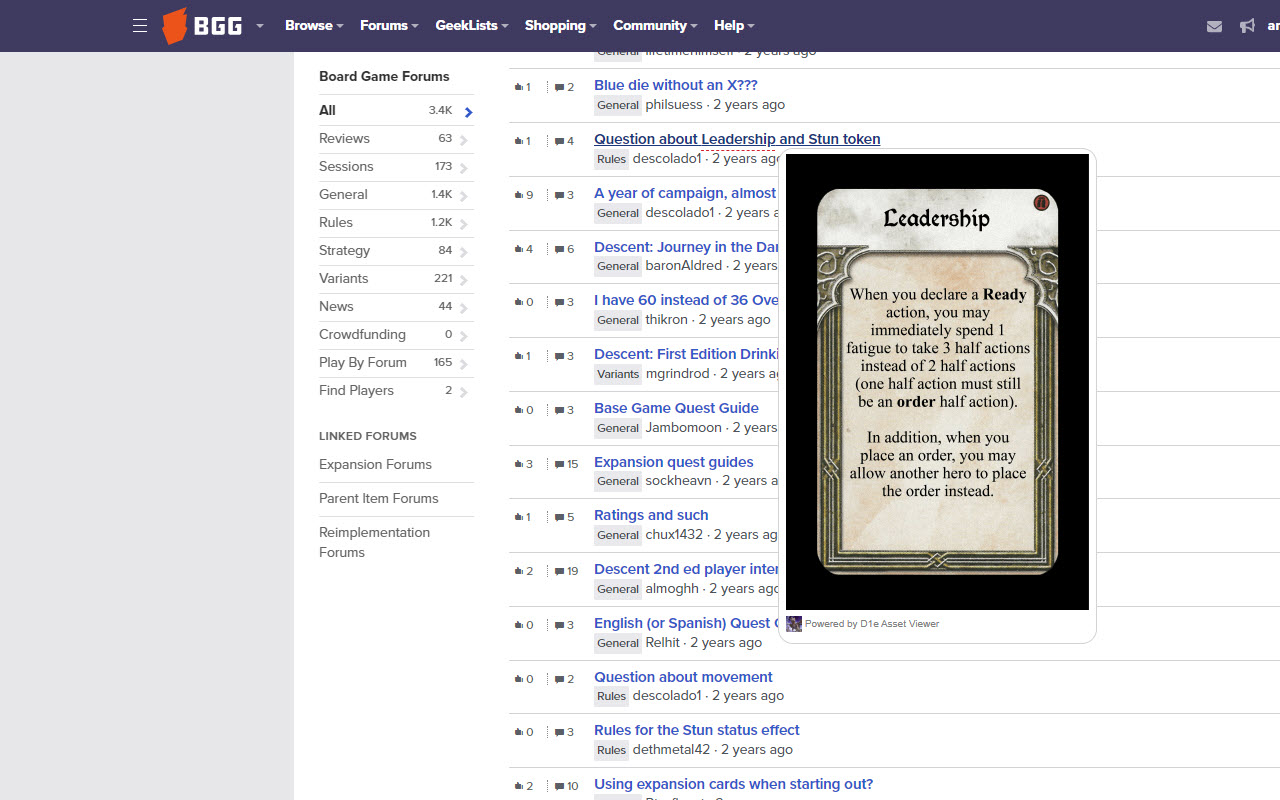 BGG
Browse
Forums
GeekLists
Shopping
Community
Help
ar
Board Game Forums
All 3.4K
Reviews 63
Sessions 173
General 1.4K
Rules 1.2K
Strategy 84
Variants 221
News 44
Crowdfunding 0
Play By Forum 165
Find Players 2
LINKED FORUMS
Expansion Forums
Parent Item Forums
Reimplementation
Forums
General lifetimehimself · 2 years ago
1 2 Blue die without an X???
General philsuess · 2 years ago
1 4 Question about Leadership and Stun token
Rules descolado1 · 2 years ago
9 3 A year of campaign, almost
General descolado1 · 2 years a
4 6 Descent: Journey in the Dar
General baronAldred · 2 years
0 3 I have 60 instead of 36 Ove
General thikron · 2 years ago
1 3 Descent: First Edition Drinki
Variants mgrindrod · 2 years ag
0 3 Base Game Quest Guide
General Jambomoon · 2 years
3 15 Expansion quest guides
General sockheavn · 2 years a
1 5 Ratings and such
General chux1432 · 2 years ag
2 19 Descent 2nd ed player inter
General almoghh · 2 years ago
0 3 English (or Spanish) Quest
General Relhit · 2 years ago
0 2 Question about movement
Rules descolado1 · 2 years ago
0 3 Rules for the Stun status effect
Rules dethmetal42 · 2 years ago
2 10 Using expansion cards when starting out?
Leadership
When you declare a Ready
action, you may
immediately spend 1
fatigue to take 3 half actions
instead of 2 half actions
(one half action must still
be an order half action).
In addition, when you
place an order, you may
allow another hero to place
the order instead.
Powered by D1e Asset Viewer